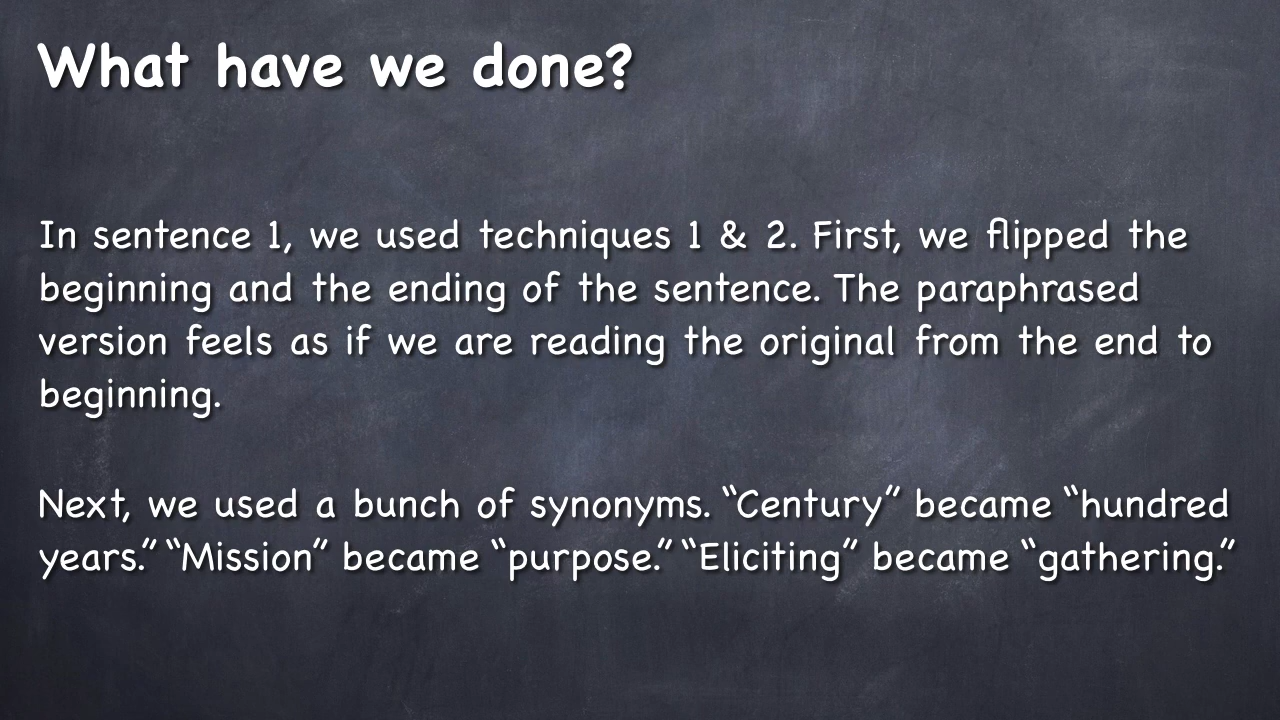 What have we done?
In sentence 1, we used techniques 1 & 2. First, we flipped the
beginning and the ending of the sentence. The paraphrased
version feels as if we are reading the original from the end to
beginning.
Next, we used a bunch of synonyms. “Century” became “hundred
years.” “Mission” became “purpose.” “Eliciting” became “gathering.”